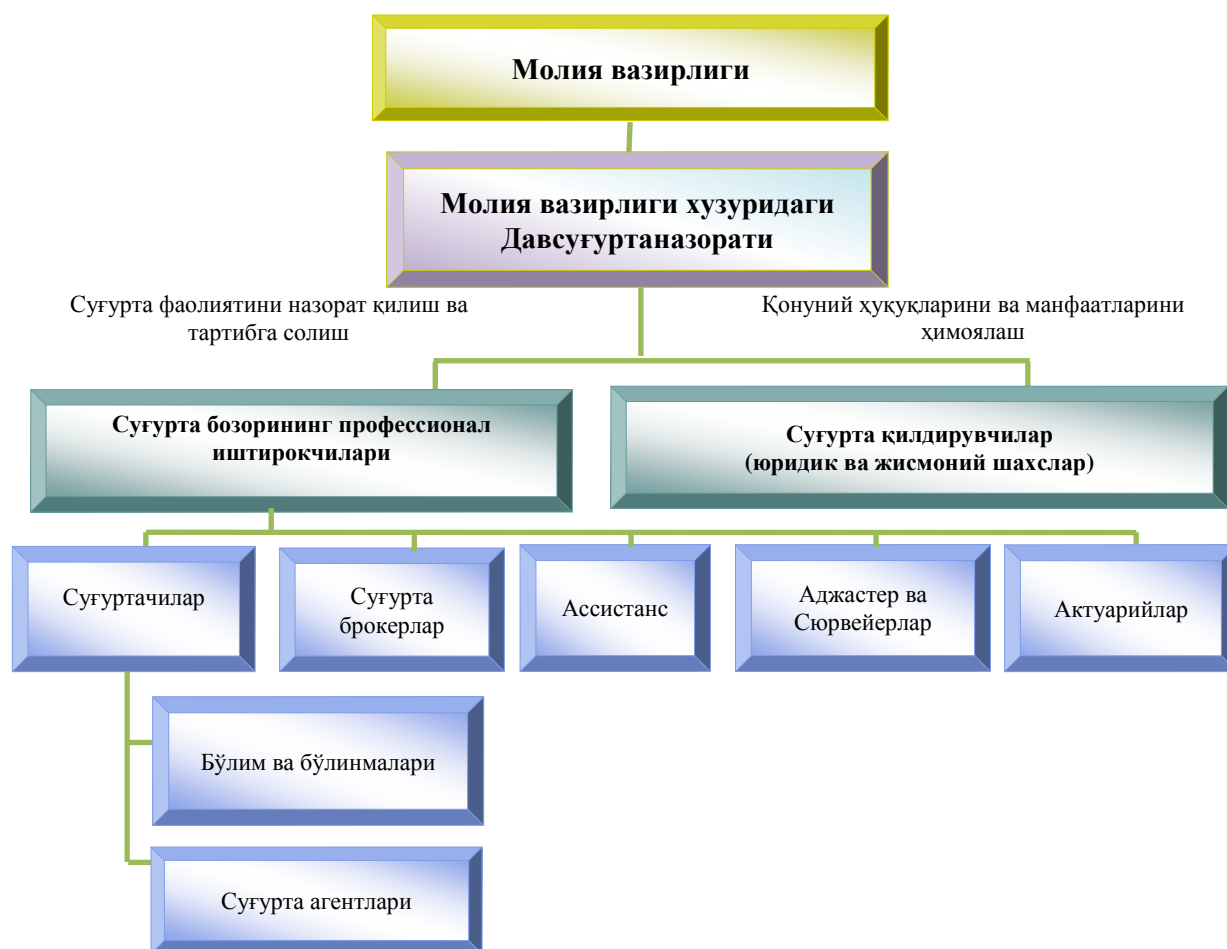 Молия вазирлиги
Молия вазирлиги хузуридаги
Давсуғуртаназорати
Суғурта фаолиятини назорат қилиш ва
тартибга солиш
Қонуний ҳуқуқларини ва манфаатларини
ҳимоялаш
Суғурта бозорининг профессионал
иштирокчилари
Суғурта қилдирувчилар
(юридик ва жисмоний шахслар)
Суғуртачилар
Суғурта
брокерлар
Ассистанс
Аджастер ва
Сюрвейерлар
Актуарийлар
Бўлим ва бўлинмалари
Суғурта агентлари